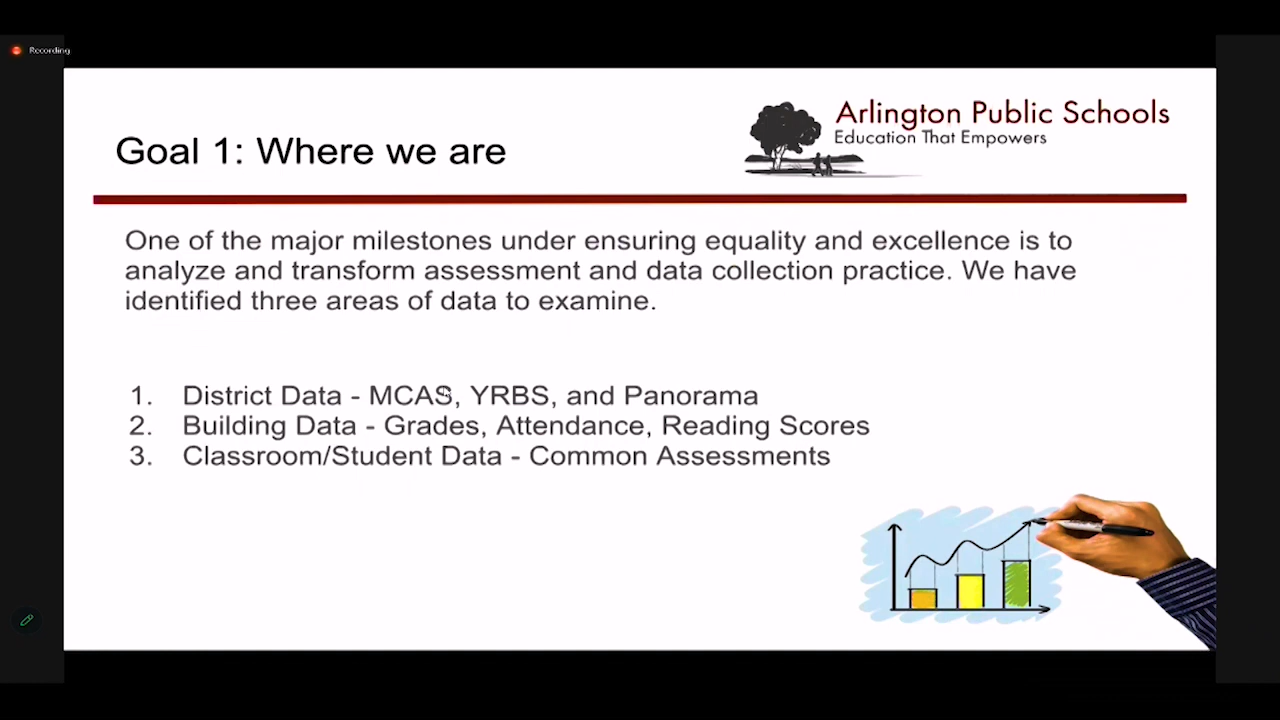 Recording
Arlington Public Schools
Education That Empowers
Goal 1: Where we are
One of the major milestones under ensuring equality and excellence is to
analyze and transform assessment and data collection practice. We have
identified three areas of data to examine.
1. District Data - MCAS, YRBS, and Panorama
2. Building Data - Grades, Attendance, Reading Scores
3. Classroom/Student Data - Common Assessments